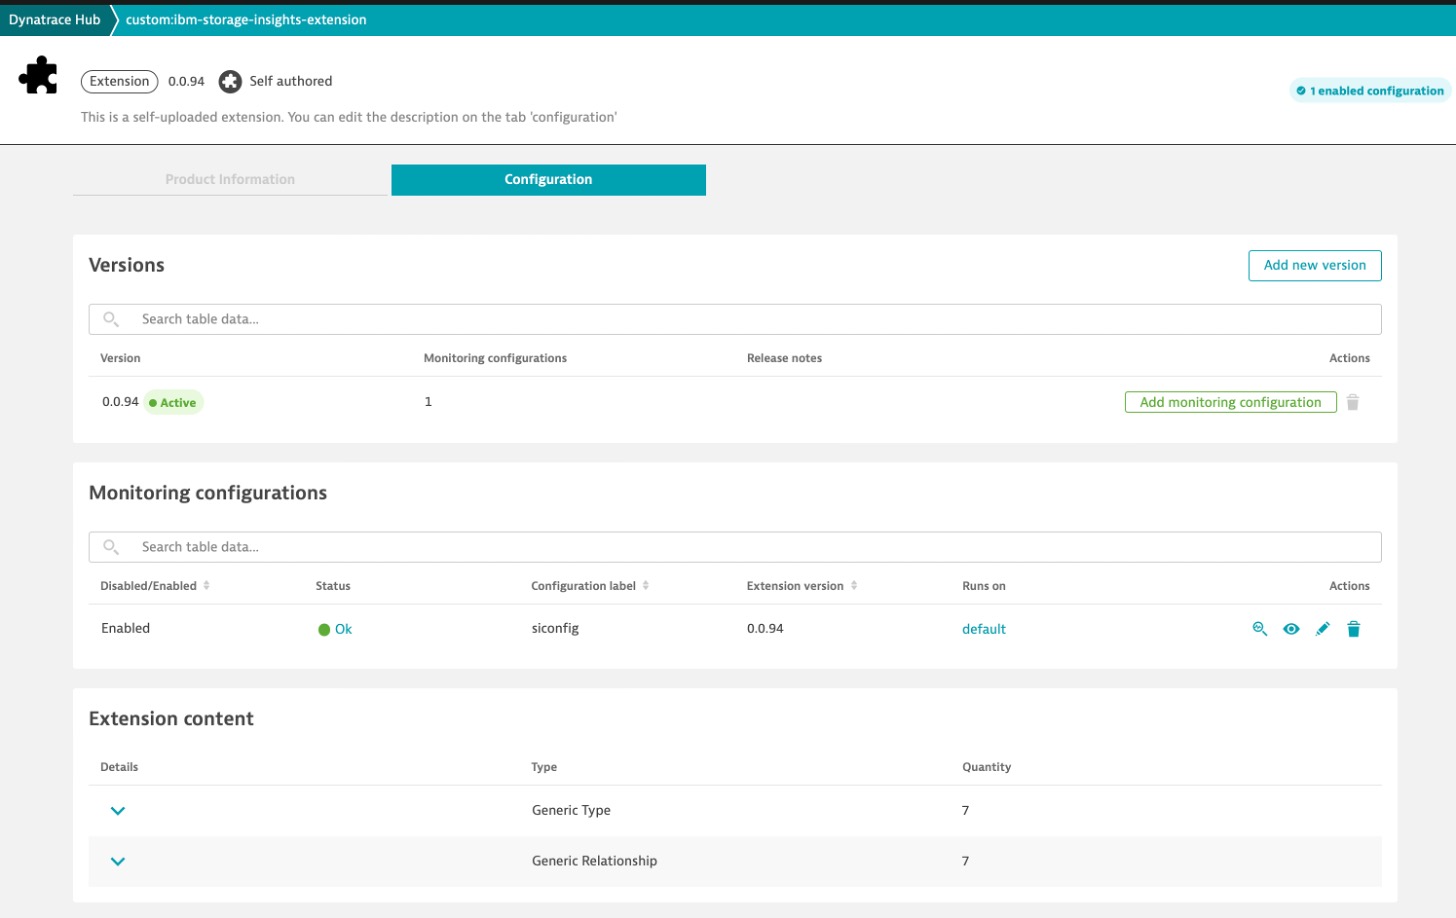 Dynatrace Hub custom:ibm-storage-insights-extension
Extension 0.0.94 Self authored
1 enabled configuration
This is a self-uploaded extension. You can edit the description on the tab 'configuration'
Product Information Configuration
Versions Add new version
Search table data...
Version Monitoring configurations Release notes Actions
0.0.94 Active 1 Add monitoring configuration
Monitoring configurations
Search table data...
Disabled/Enabled Status Configuration label Extension version Runs on Actions
Enabled Ok siconfig 0.0.94 default
Extension content
Details Type Quantity
Generic Type 7
Generic Relationship 7